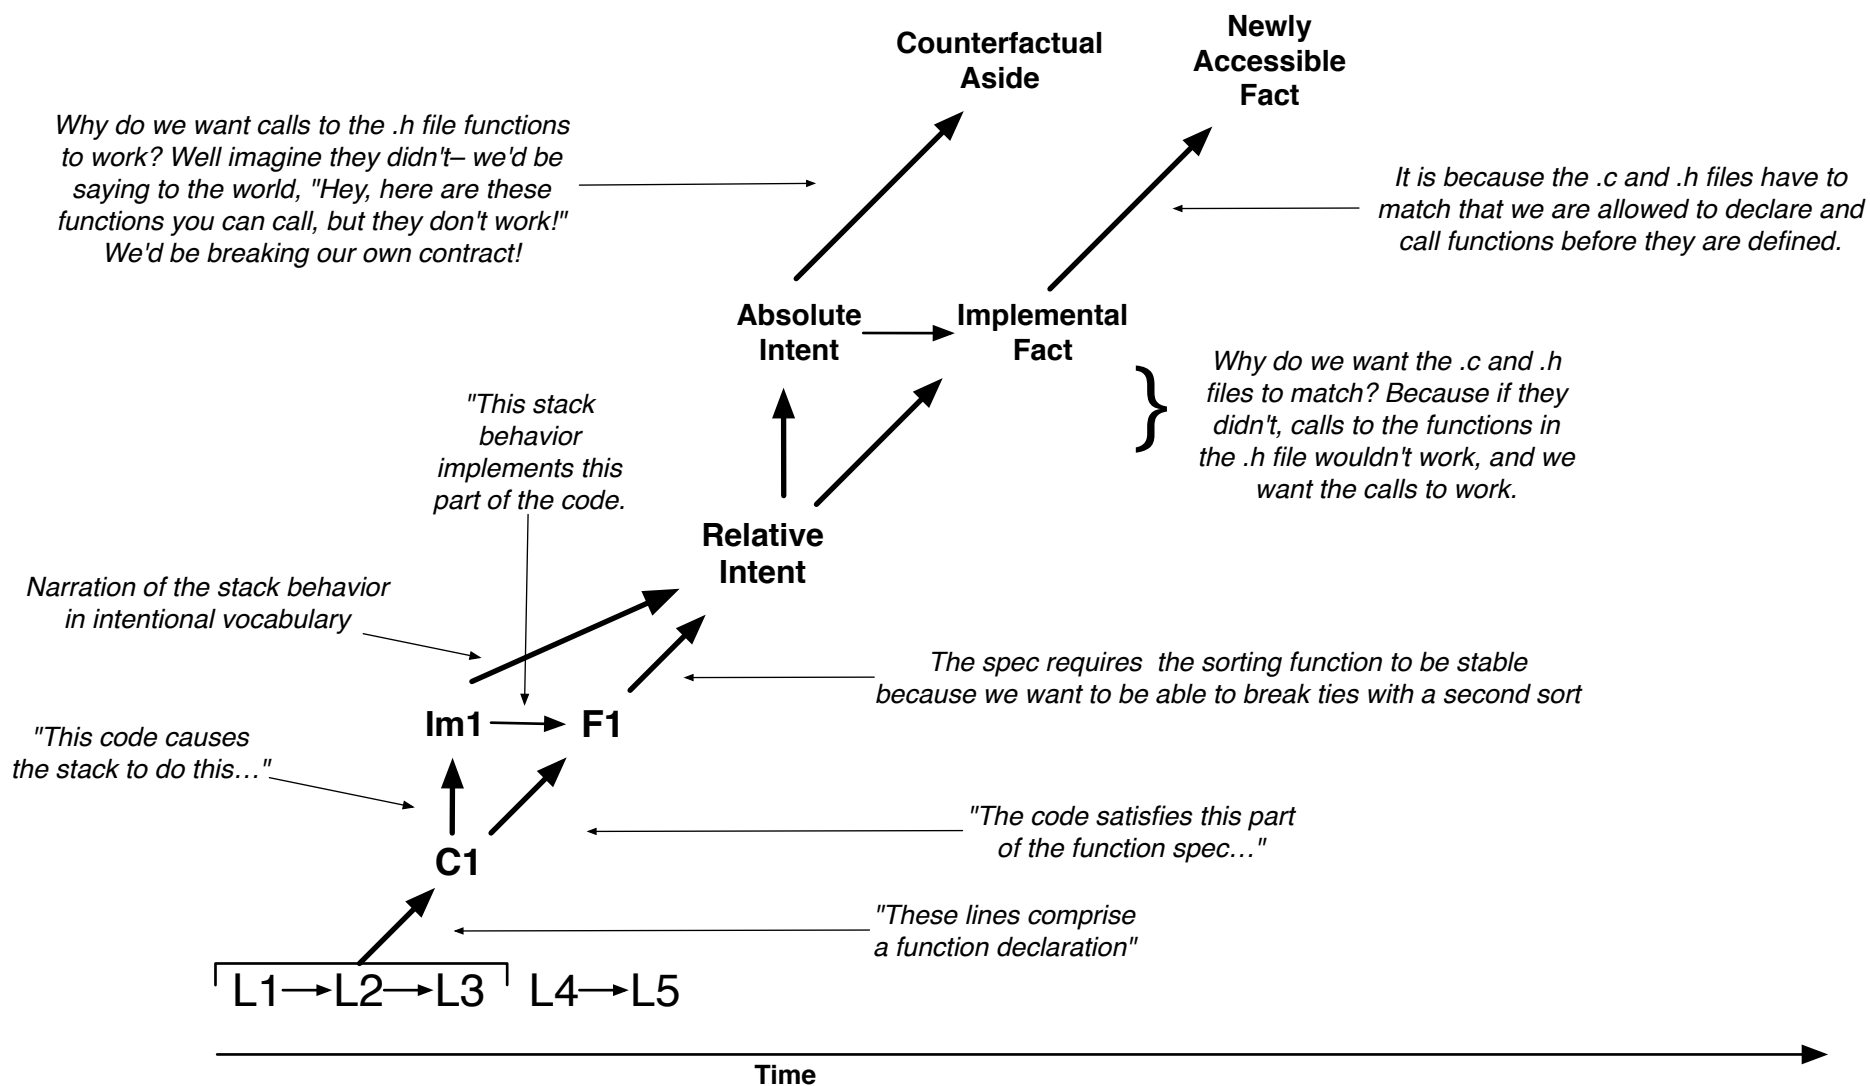 Counterfactual
Aside
Newly
Accessible
Fact
Why do we want calls to the .h file functions
to work? Well imagine they didn't– we'd be
saying to the world, "Hey, here are these
functions you can call, but they don't work!"
We'd be breaking our own contract!
It is because the .c and .h files have to
match that we are allowed to declare and
call functions before they are defined.
Absolute
Intent
Implemental
Fact
Why do we want the .c and .h
files to match? Because if they
didn't, calls to the functions in
the .h file wouldn't work, and we
want the calls to work.
"This stack
behavior
implements this
part of the code.
Relative
Intent
Narration of the stack behavior
in intentional vocabulary
The spec requires  the sorting function to be stable
because we want to be able to break ties with a second sort
Im1
F1
"This code causes
the stack to do this…"
"The code satisfies this part
of the function spec…"
C1
"These lines comprise
a function declaration"
L1 L2 L3 L4 L5
Time